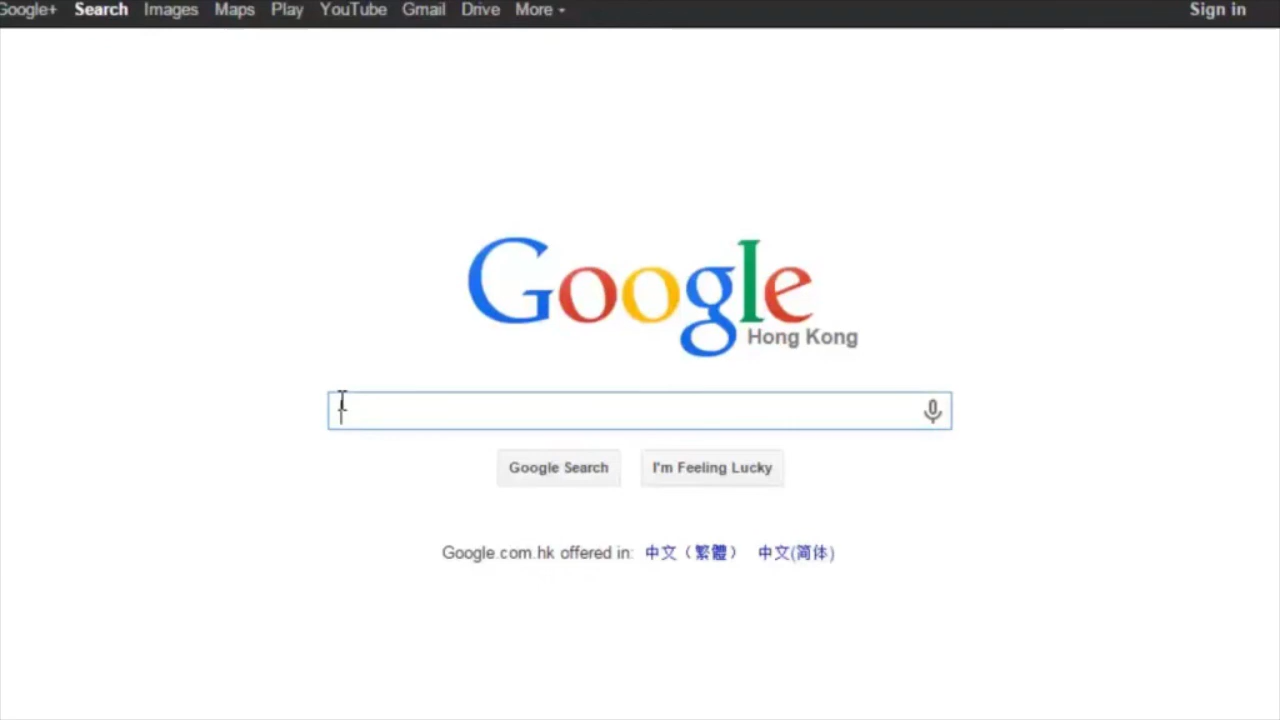 Google+ Search Images Maps Play YouTube Gmail Drive More Sign in
Google
Hong Kong
Google Search I'm Feeling Lucky
Google.com.hk offered in: 中文（繁體） 中文(简体)